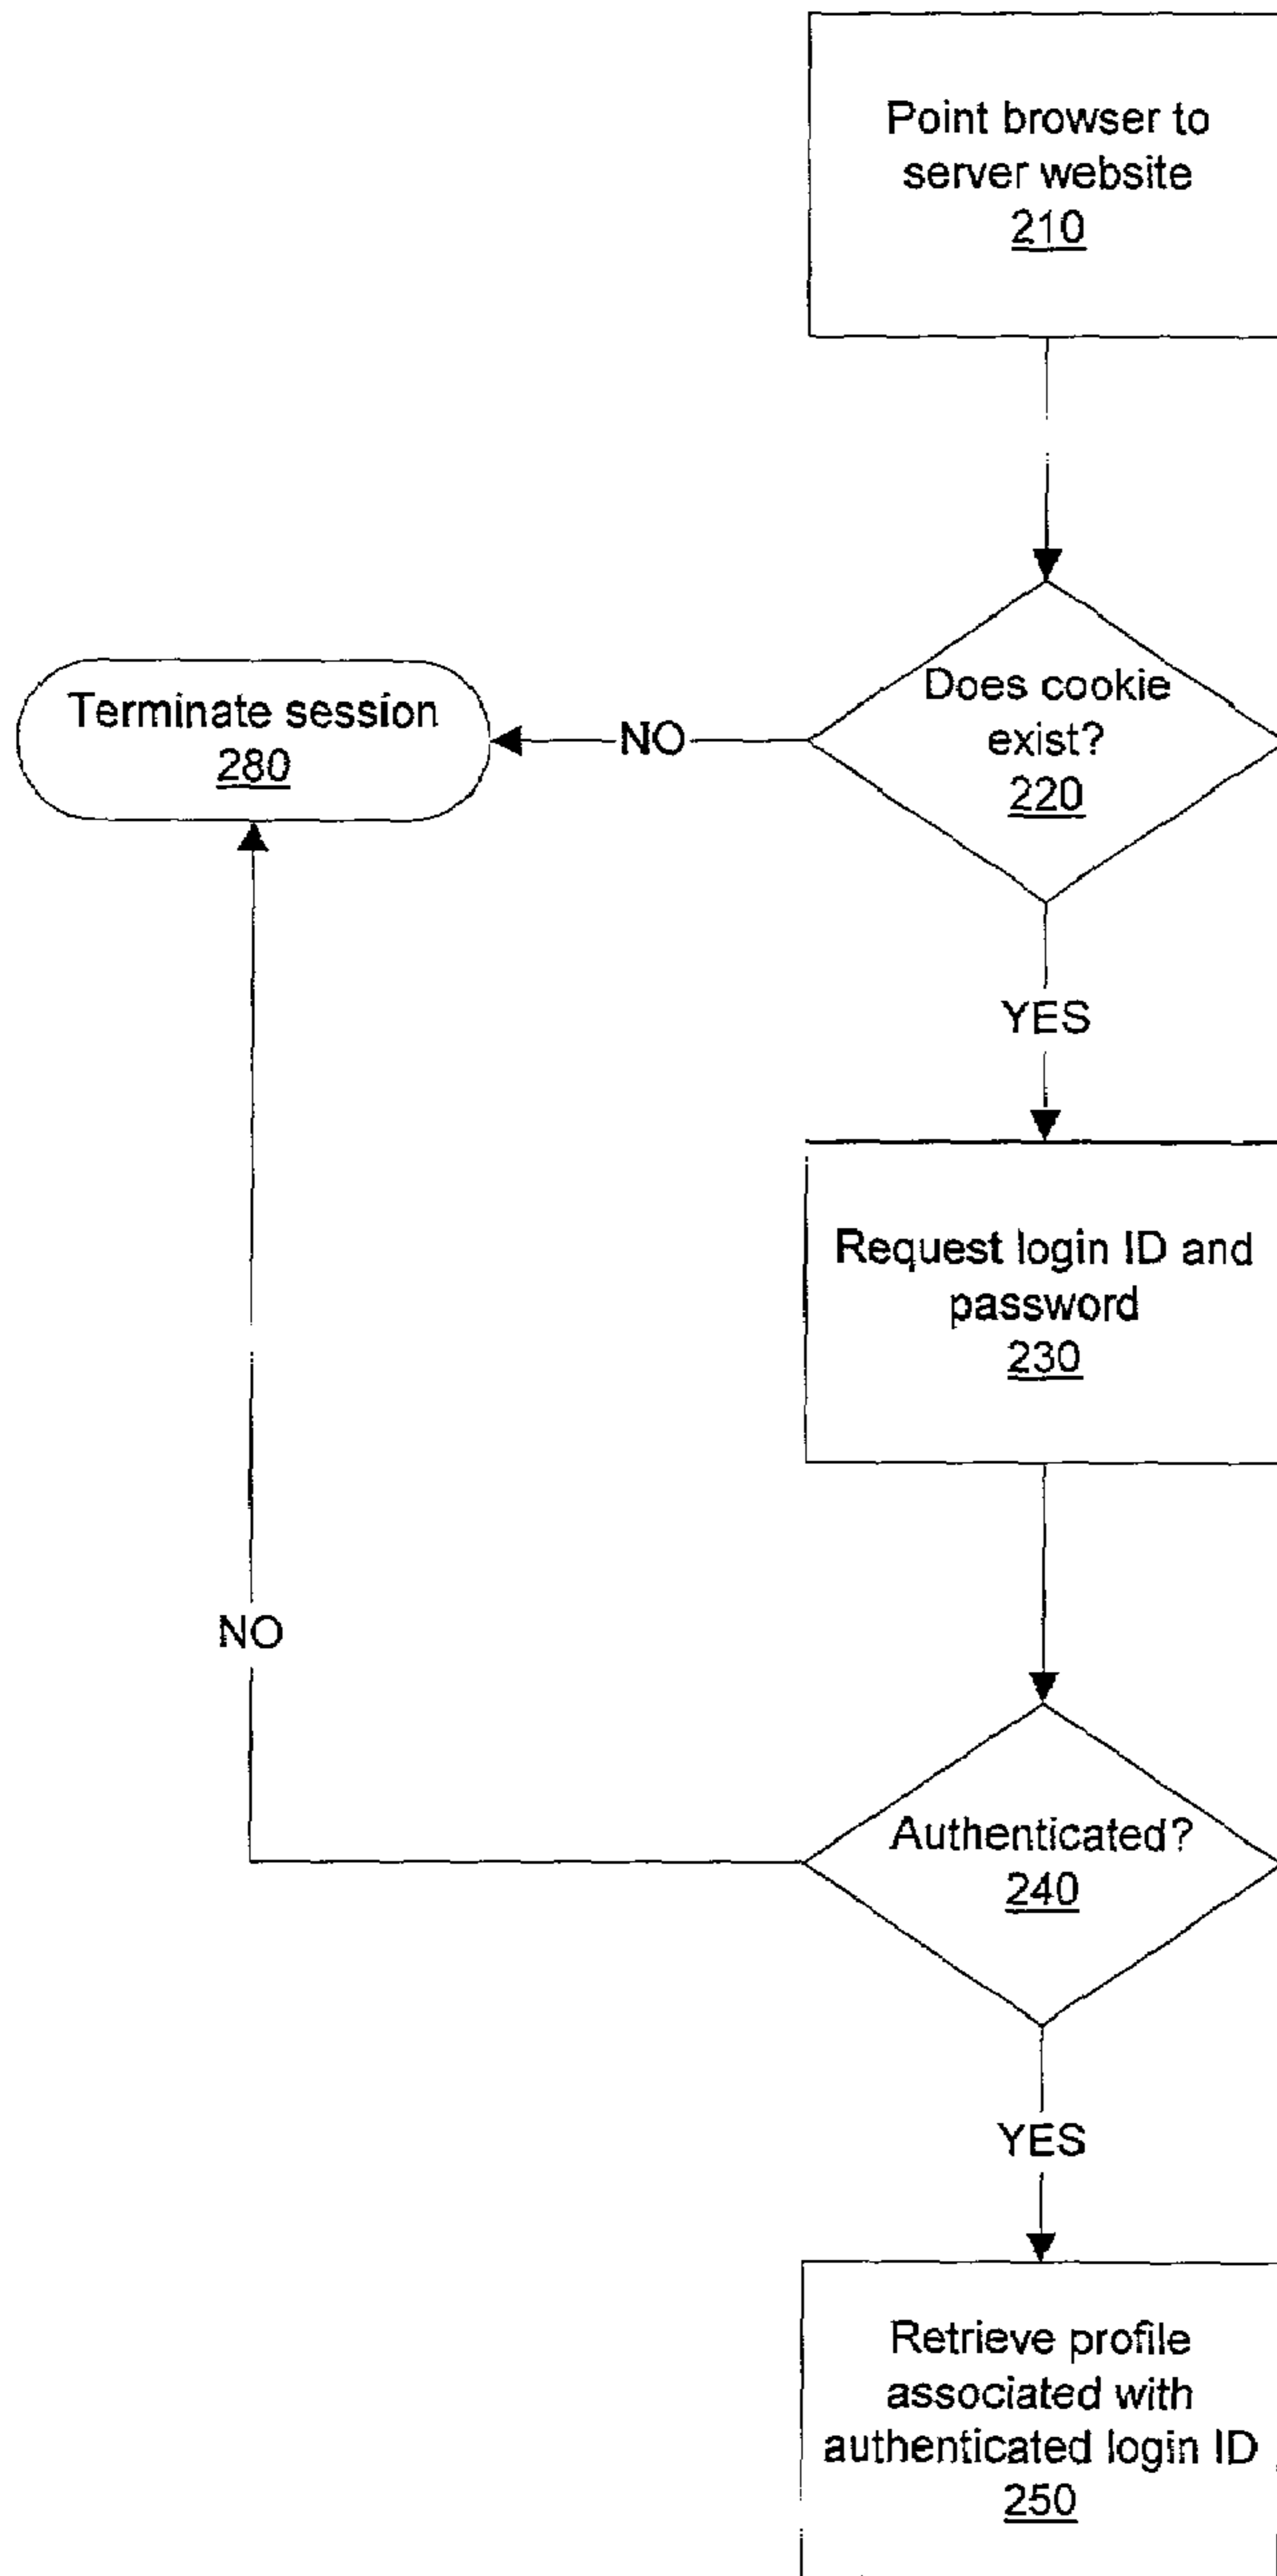 Point browser to
server website
210
Does cookie
exist?
220
NO
Terminate session
280
YES
Request login ID and
password
230
Authenticated?
240
NO
YES
Retrieve profile
associated with
authenticated login ID
250